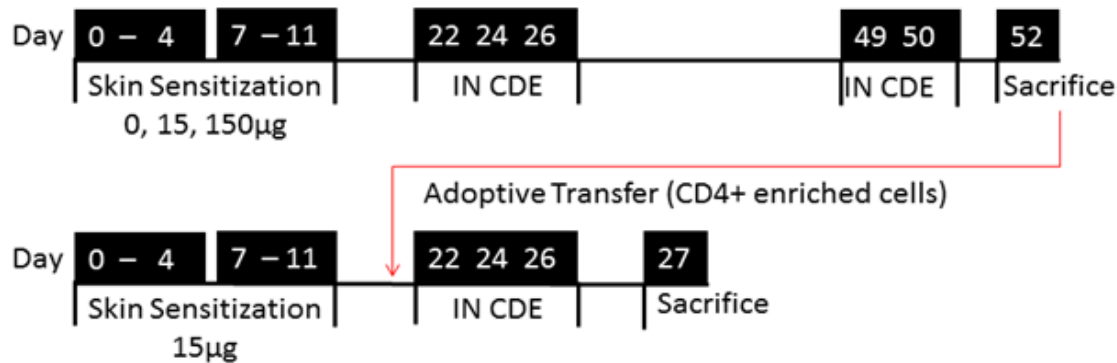 Day 0 – 4 7 – 11 22 24 26 49 50 52
Skin Sensitization IN CDE IN CDE Sacrifice
0, 15, 150µg
Adoptive Transfer (CD4+ enriched cells)
Day 0 – 4 7 – 11 22 24 26 27
Skin Sensitization IN CDE Sacrifice
15µg